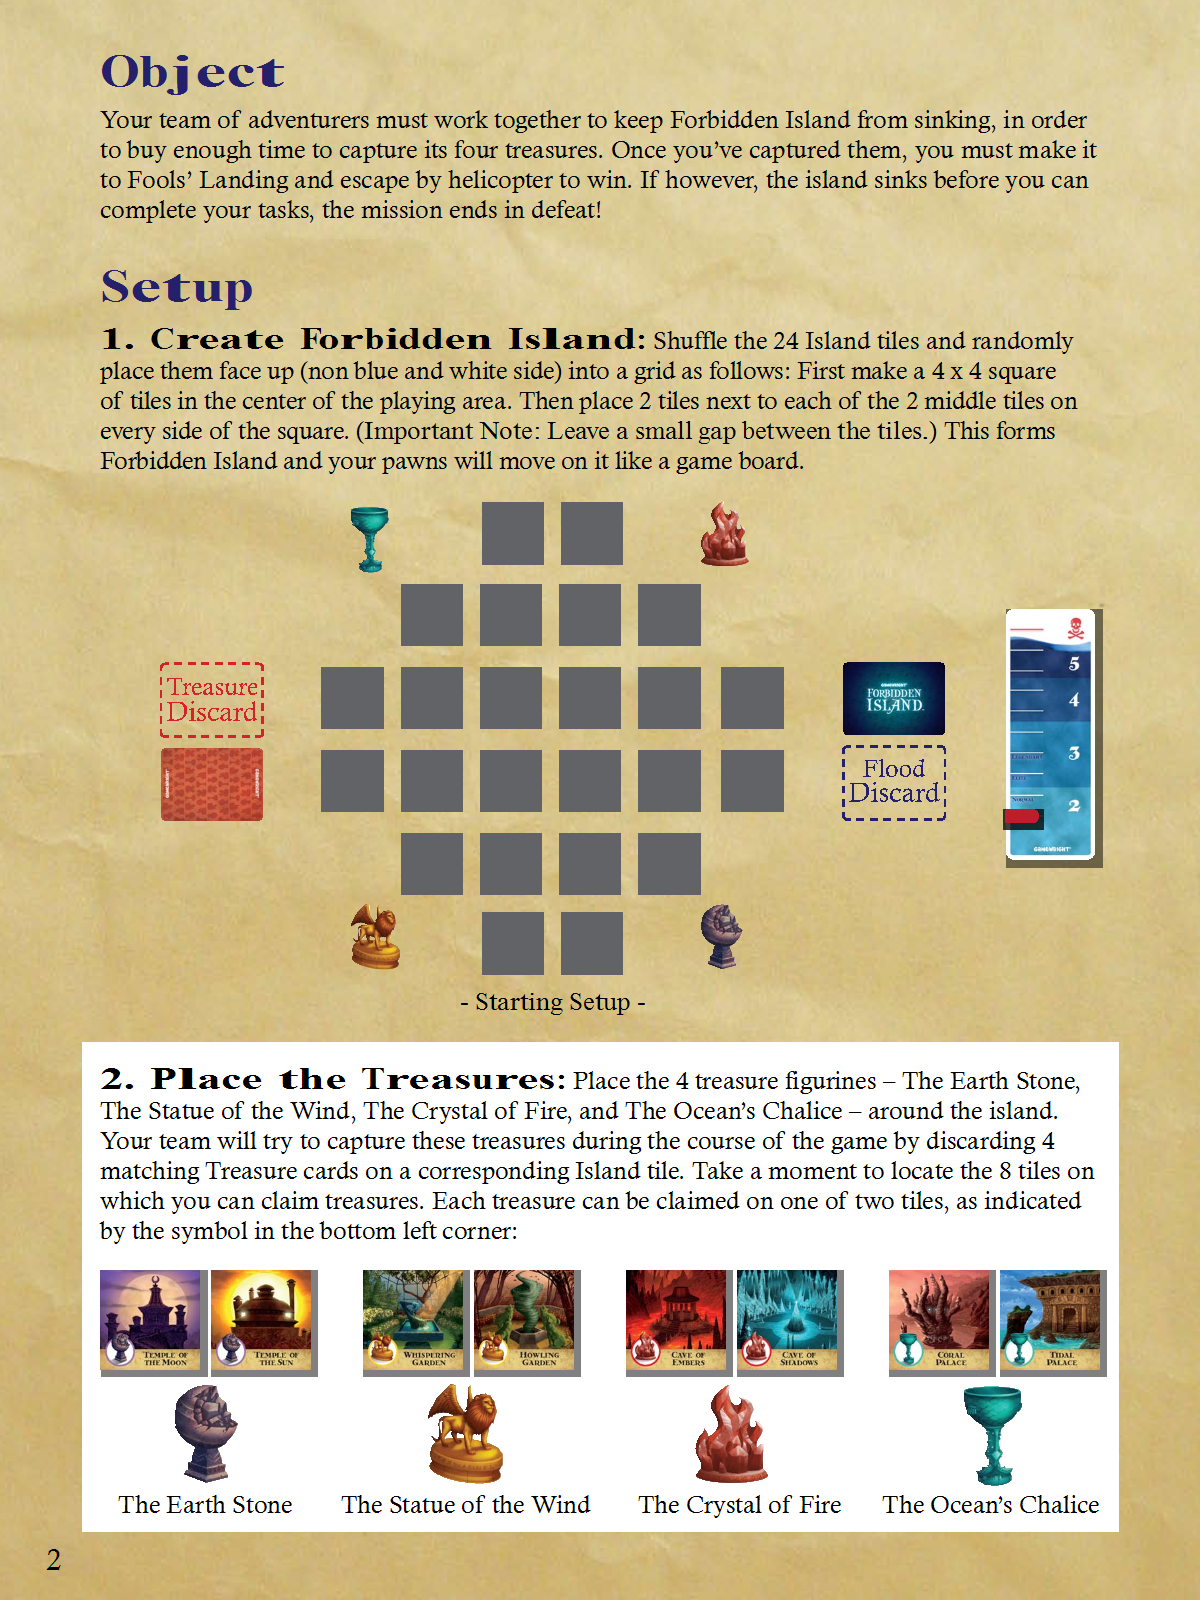 Object
Your team of adventurers must work together to keep Forbidden Island from sinking, in order
to buy enough time to capture its four treasures. Once you’ve captured them, you must make it
to Fools’ Landing and escape by helicopter to win. If however, the island sinks before you can
complete your tasks, the mission ends in defeat!
Setup
1. Create Forbidden Island: Shuffle the 24 Island tiles and randomly
place them face up (non blue and white side) into a grid as follows: First make a 4 x 4 square
of tiles in the center of the playing area. Then place 2 tiles next to each of the 2 middle tiles on
every side of the square. (Important Note: Leave a small gap between the tiles.) This forms
Forbidden Island and your pawns will move on it like a game board.
Treasure
Discard
GAMEWRIGHT
GAMEWRIGHT
GAMEWRIGHT
FORBIDDEN
ISLAND
Flood
Discard
5
4
3
2
NORMAL
GAMEWRIGHT
- Starting Setup -
2. Place the Treasures: Place the 4 treasure figurines – The Earth Stone,
The Statue of the Wind, The Crystal of Fire, and The Ocean’s Chalice – around the island.
Your team will try to capture these treasures during the course of the game by discarding 4
matching Treasure cards on a corresponding Island tile. Take a moment to locate the 8 tiles on
which you can claim treasures. Each treasure can be claimed on one of two tiles, as indicated
by the symbol in the bottom left corner:
TEMPLE OF
THE MOON
TEMPLE OF
THE SUN
WHISPERING
GARDEN
HOWLING
GARDEN
CAVE OF
EMBERS
CAVE OF
SHADOWS
CORAL
PALACE
TIDAL
PALACE
The Earth Stone
The Statue of the Wind
The Crystal of Fire
The Ocean’s Chalice
2